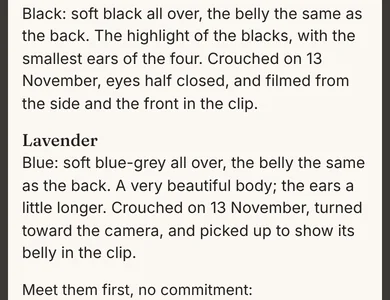 Black: soft black all over, the belly the same as
the back. The highlight of the blacks, with the
smallest ears of the four. Crouched on 13
November, eyes half closed, and filmed from
the side and the front in the clip.
Lavender
Blue: soft blue-grey all over, the belly the same
as the back. A very beautiful body; the ears a
little longer. Crouched on 13 November, turned
toward the camera, and picked up to show its
belly in the clip.
Meet them first, no commitment: